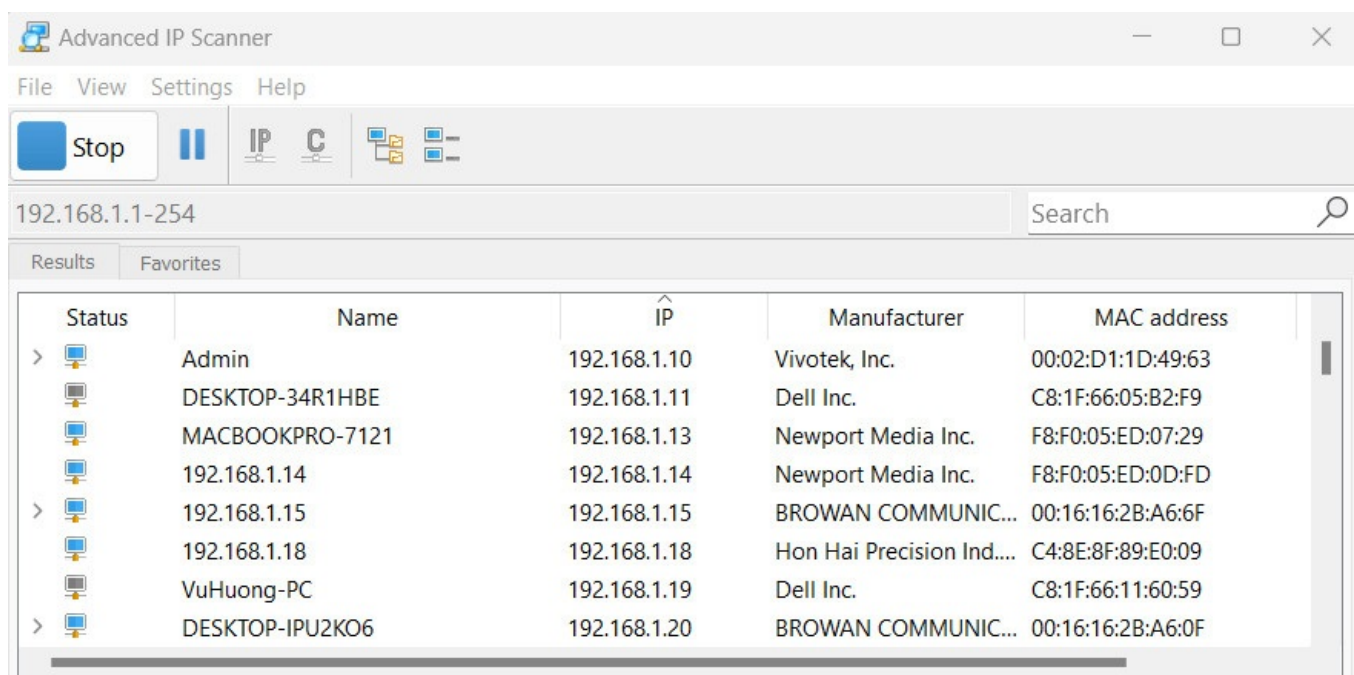 Advanced IP Scanner
File View Settings Help
Stop IP C
192.168.1.1-254 Search
Results Favorites
Status Name IP Manufacturer MAC address
Admin 192.168.1.10 Vivotek, Inc. 00:02:D1:1D:49:63
DESKTOP-34R1HBE 192.168.1.11 Dell Inc. C8:1F:66:05:B2:F9
MACBOOKPRO-7121 192.168.1.13 Newport Media Inc. F8:F0:05:ED:07:29
192.168.1.14 192.168.1.14 Newport Media Inc. F8:F0:05:ED:0D:FD
192.168.1.15 192.168.1.15 BROWAN COMMUNIC... 00:16:16:2B:A6:6F
192.168.1.18 192.168.1.18 Hon Hai Precision Ind.... C4:8E:8F:89:E0:09
VuHuong-PC 192.168.1.19 Dell Inc. C8:1F:66:11:60:59
DESKTOP-IPU2KO6 192.168.1.20 BROWAN COMMUNIC... 00:16:16:2B:A6:0F